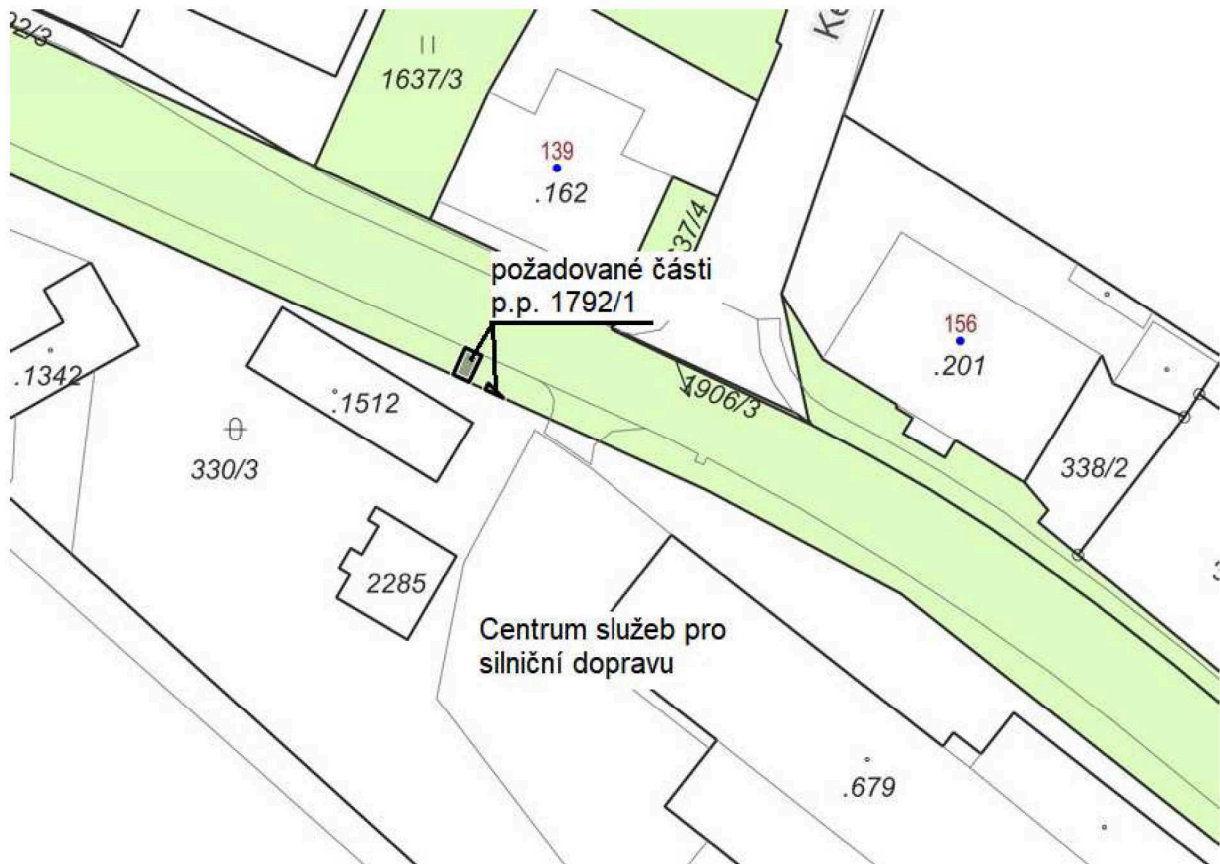 Ke
1637/3
139
.162
požadované části
p.p. 1792/1
156
.201
.1342
.1512
1906/3
330/3
338/2
2285
Centrum služeb pro
silniční dopravu
.679